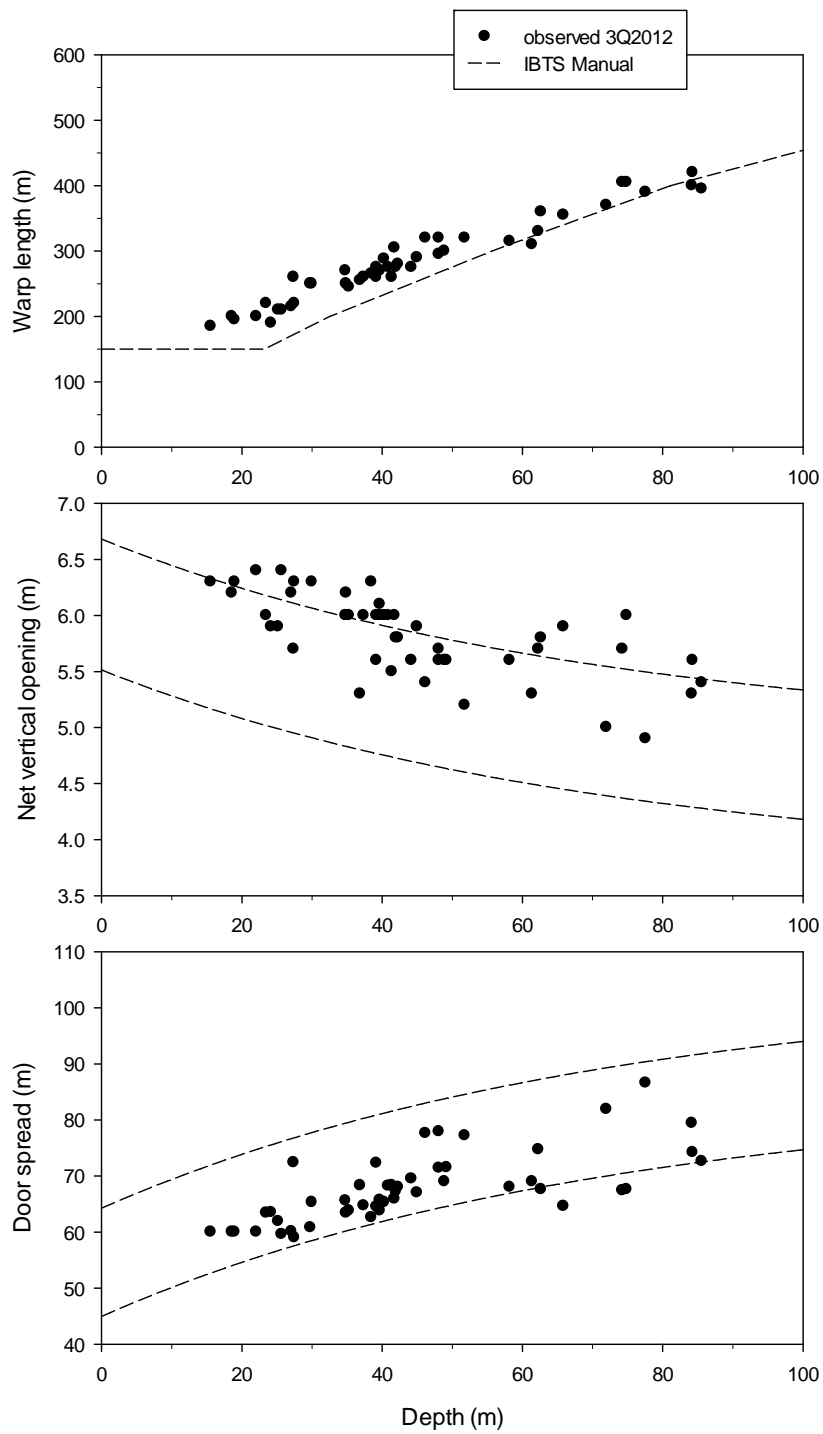 observed 3Q2012
IBTS Manual
600
500
400
300
200
100
0
Warp length (m)
0 20 40 60 80 100
7.0
6.5
6.0
5.5
5.0
4.5
4.0
3.5
Net vertical opening (m)
0 20 40 60 80 100
110
100
90
80
70
60
50
40
Door spread (m)
0 20 40 60 80 100
Depth (m)